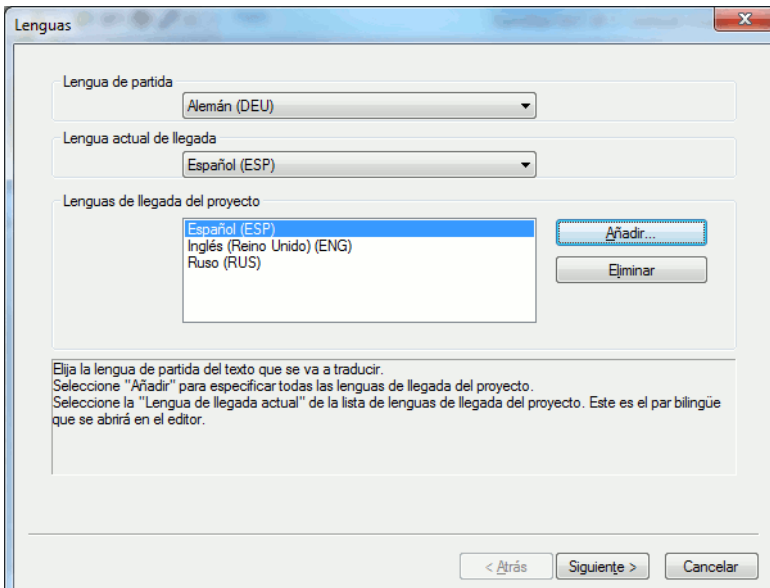 Lenguas
Lengua de partida
Alemán (DEU)
Lengua actual de llegada
Español (ESP)
Lenguas de llegada del proyecto
Español (ESP)
Inglés (Reino Unido) (ENG)
Ruso (RUS)
Añadir...
Eliminar
Elija la lengua de partida del texto que se va a traducir.
Seleccione "Añadir" para especificar todas las lenguas de llegada del proyecto.
Seleccione la "Lengua de llegada actual" de la lista de lenguas de llegada del proyecto. Este es el par bilingüe
que se abrirá en el editor.
< Atrás
Siguiente >
Cancelar